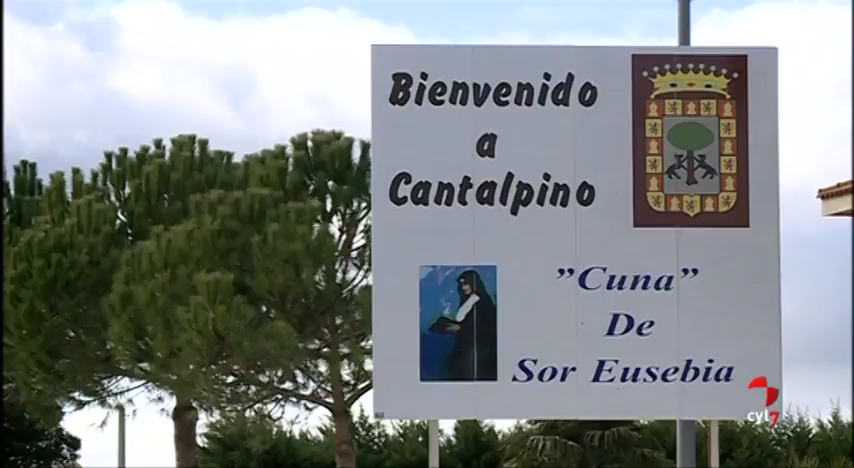 Bienvenido
a
Cantalpino
"Cuna"
De
Sor Eusebia
cyl7